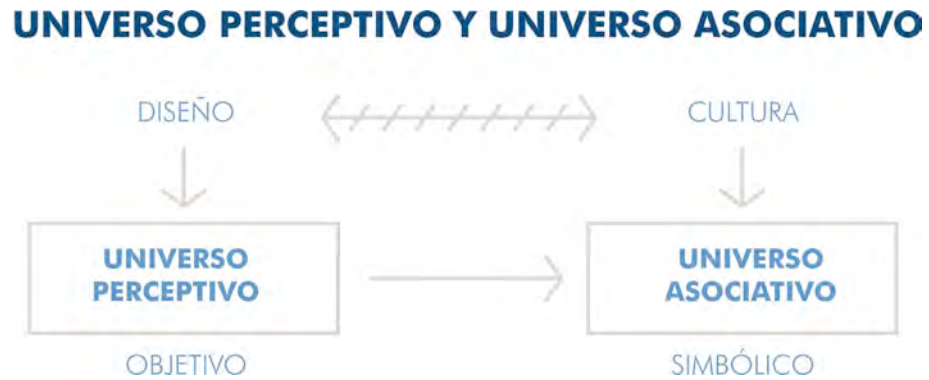 UNIVERSO PERCEPTIVO Y UNIVERSO ASOCIATIVO
DISEÑO
CULTURA
UNIVERSO
PERCEPTIVO
UNIVERSO
ASOCIATIVO
OBJETIVO
SIMBÓLICO